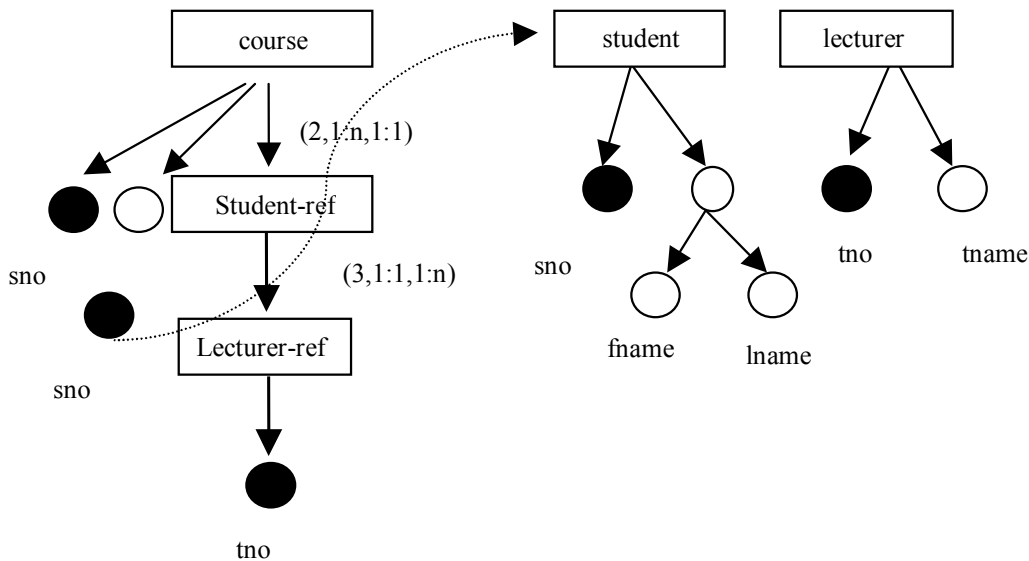 course
student
lecturer
(2,1:n,1:1)
Student-ref
sno
(3,1:1,1:n)
sno
tno
tname
Lecturer-ref
fname
lname
sno
tno